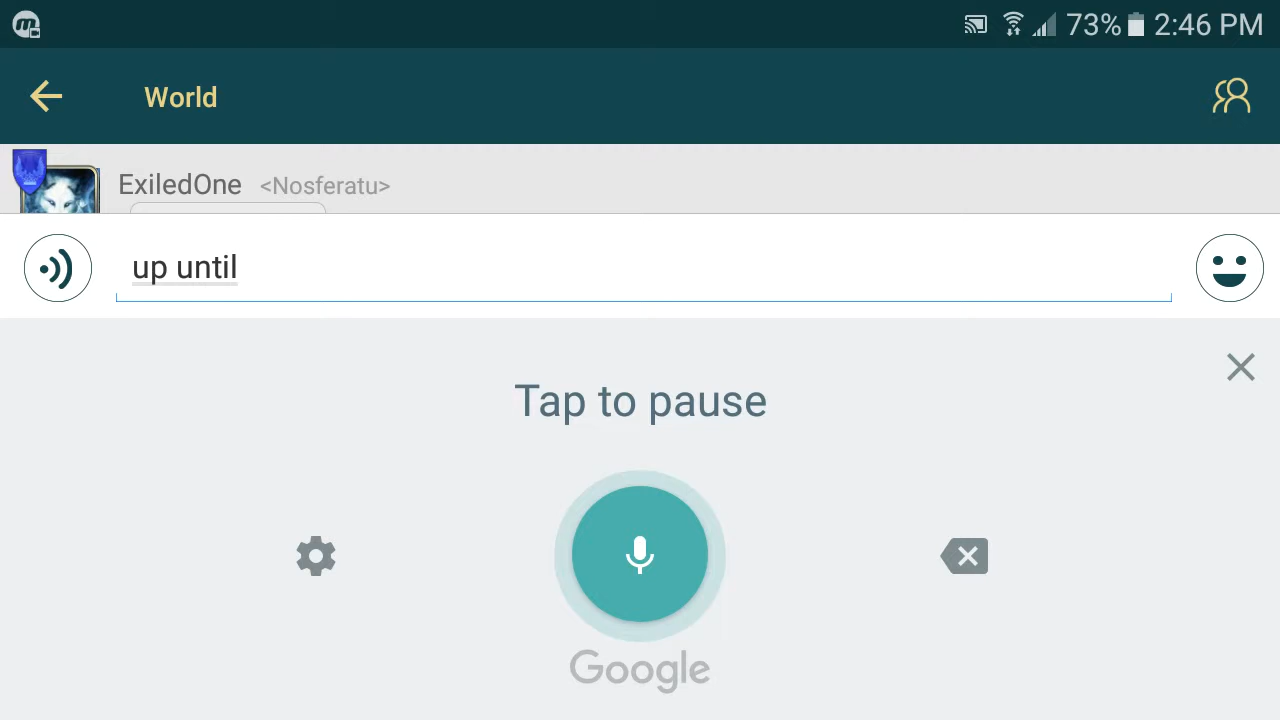 73% 2:46 PM
World
ExiledOne <Nosferatu>
up until
Tap to pause
Google